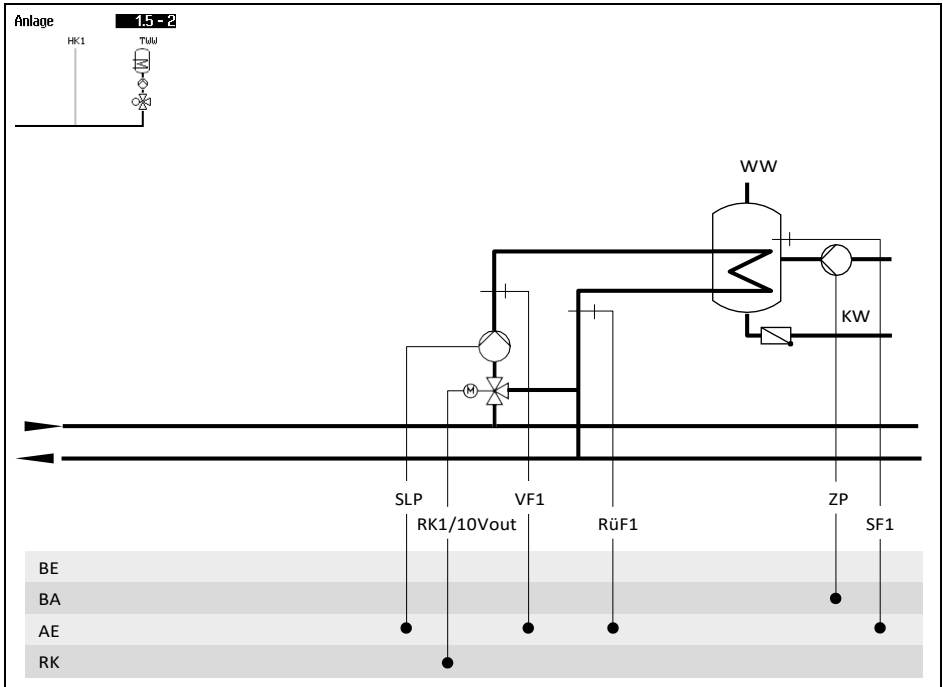 Anlage 1.5 - 2
HK1 TWW
WW
KW
M
SLP VF1 ZP
RK1/10Vout RüF1 SF1
BE
BA
AE
RK